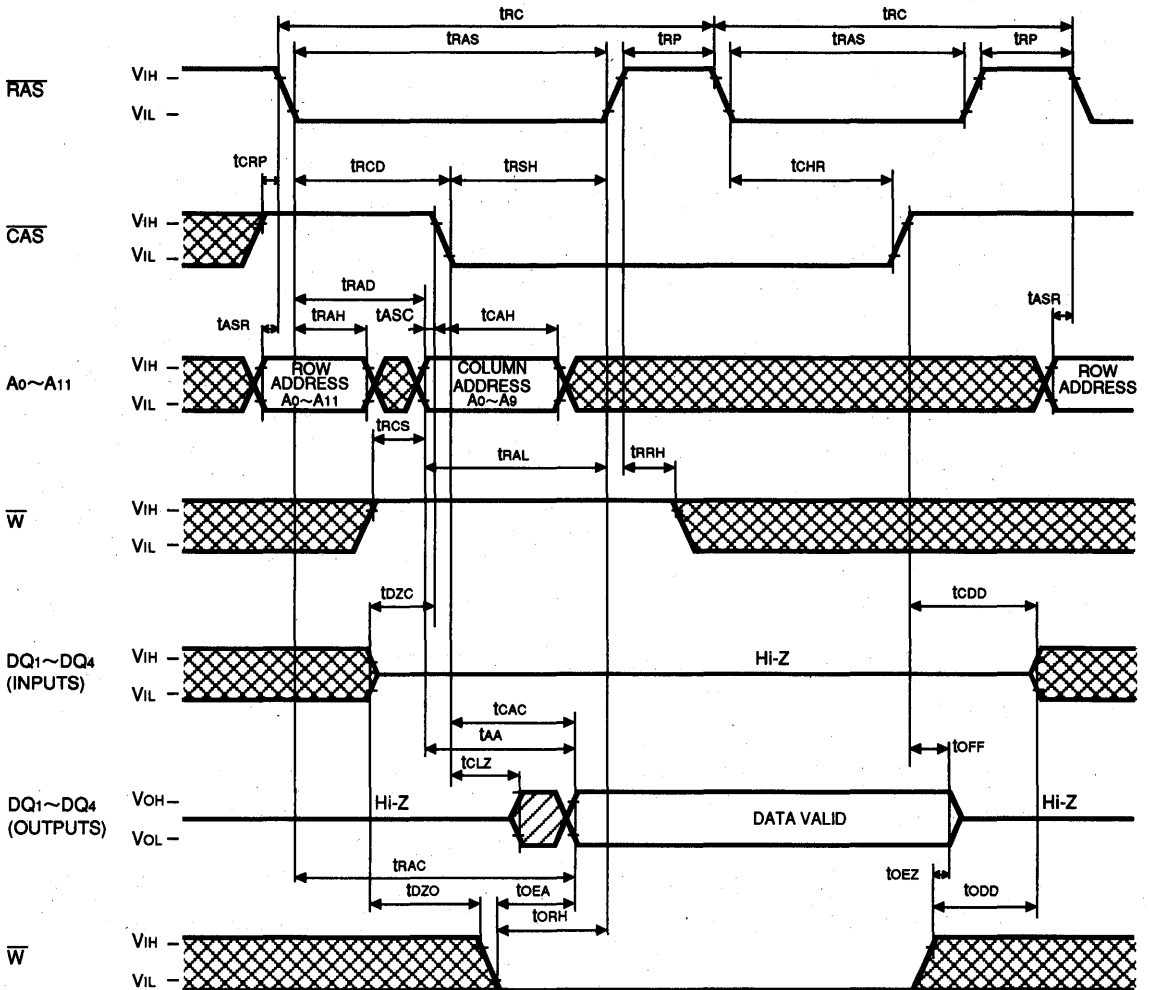 tRC tRC
tRAS tRP tRAS tRP
RAS VIH
VIL
tCRP tRCD tRSH tCHR
CAS VIH
VIL
tRAD
tASR tRAH tASC tCAH tASR
A0~A11 VIH
VIL
ROW
ADDRESS
A0~A11
COLUMN
ADDRESS
A0~A9
ROW
ADDRESS
tRCS
tRAL tRRH
W VIH
VIL
tDZC tCDD
DQ1~DQ4
(INPUTS)
VIH
VIL
Hi-Z
tCAC
tAA tOFF
tCLZ
DQ1~DQ4
(OUTPUTS)
VOH
VOL
Hi-Z DATA VALID Hi-Z
tRAC tOEZ
tDZO tOEA tODD
tORH
W VIH
VIL